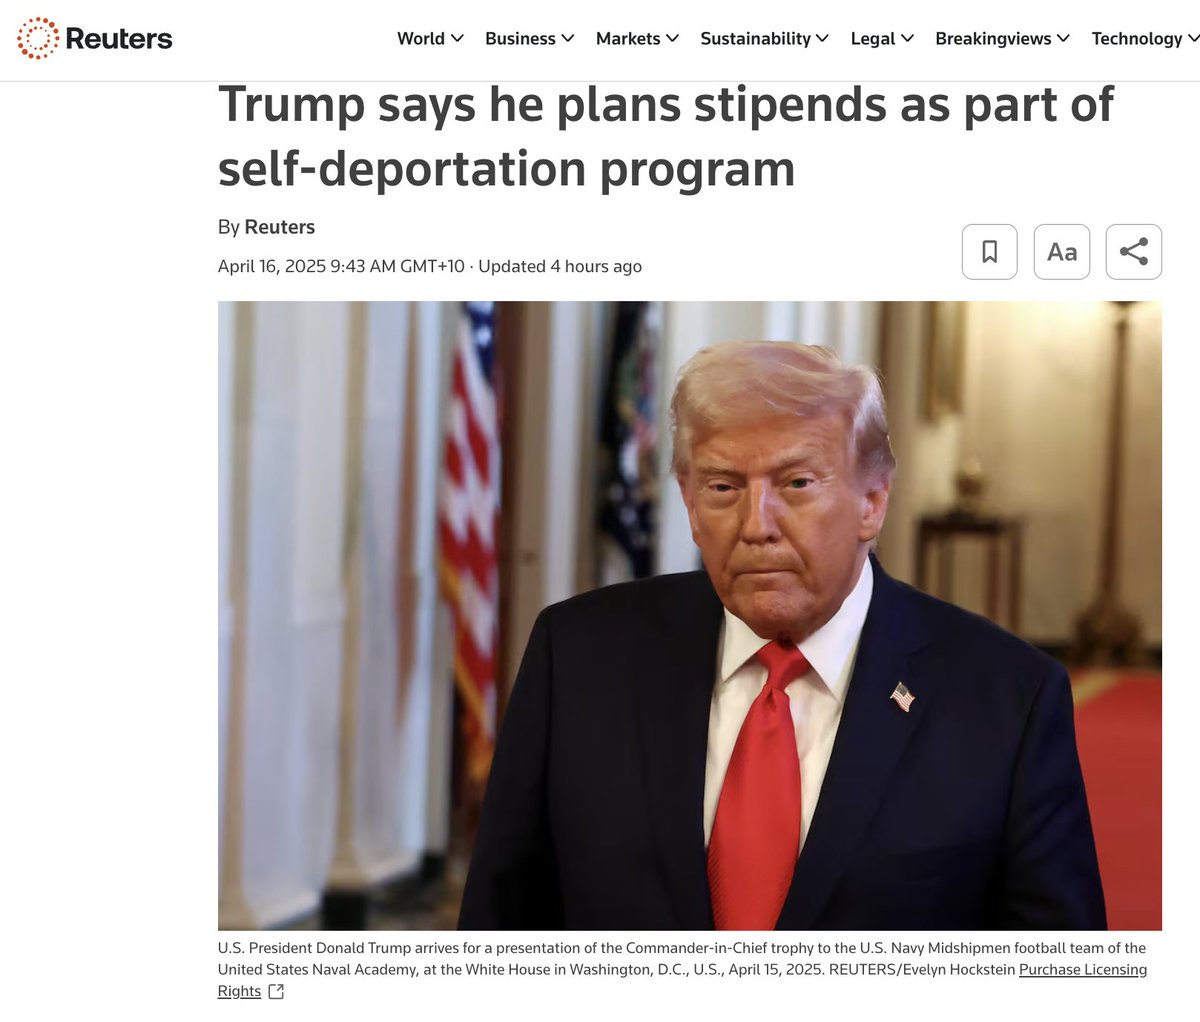 Reuters
World Business Markets Sustainability Legal Breakingviews Technology
Trump says he plans stipends as part of
self-deportation program
By Reuters
April 16, 2025 9:43 AM GMT+10 · Updated 4 hours ago
Aa
U.S. President Donald Trump arrives for a presentation of the Commander-in-Chief trophy to the U.S. Navy Midshipmen football team of the
United States Naval Academy, at the White House in Washington, D.C., U.S., April 15, 2025. REUTERS/Evelyn Hockstein Purchase Licensing
Rights